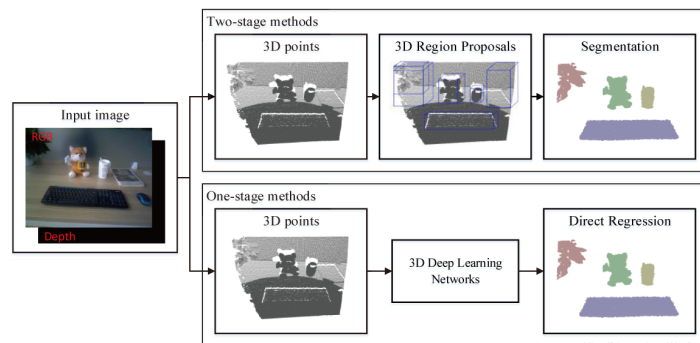 Two-stage methods
3D points
3D Region Proposals
Segmentation
Input image
RGB
Depth
One-stage methods
3D points
3D Deep Learning
Networks
Direct Regression